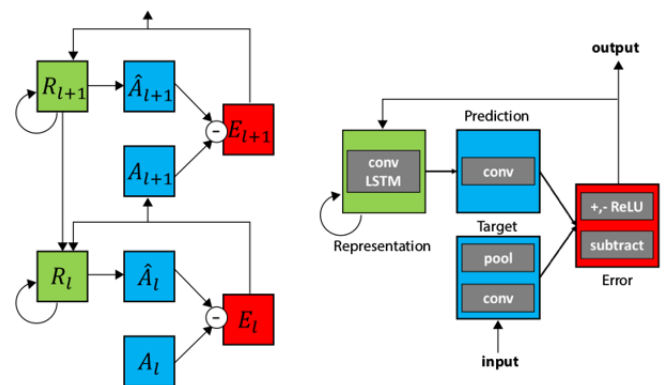 R_{l+1}
Â_{l+1}
−
E_{l+1}
A_{l+1}
R_l
Â_l
−
E_l
A_l
output
Prediction
conv
LSTM
conv
Representation
Target
pool
conv
+,- ReLU
subtract
Error
input